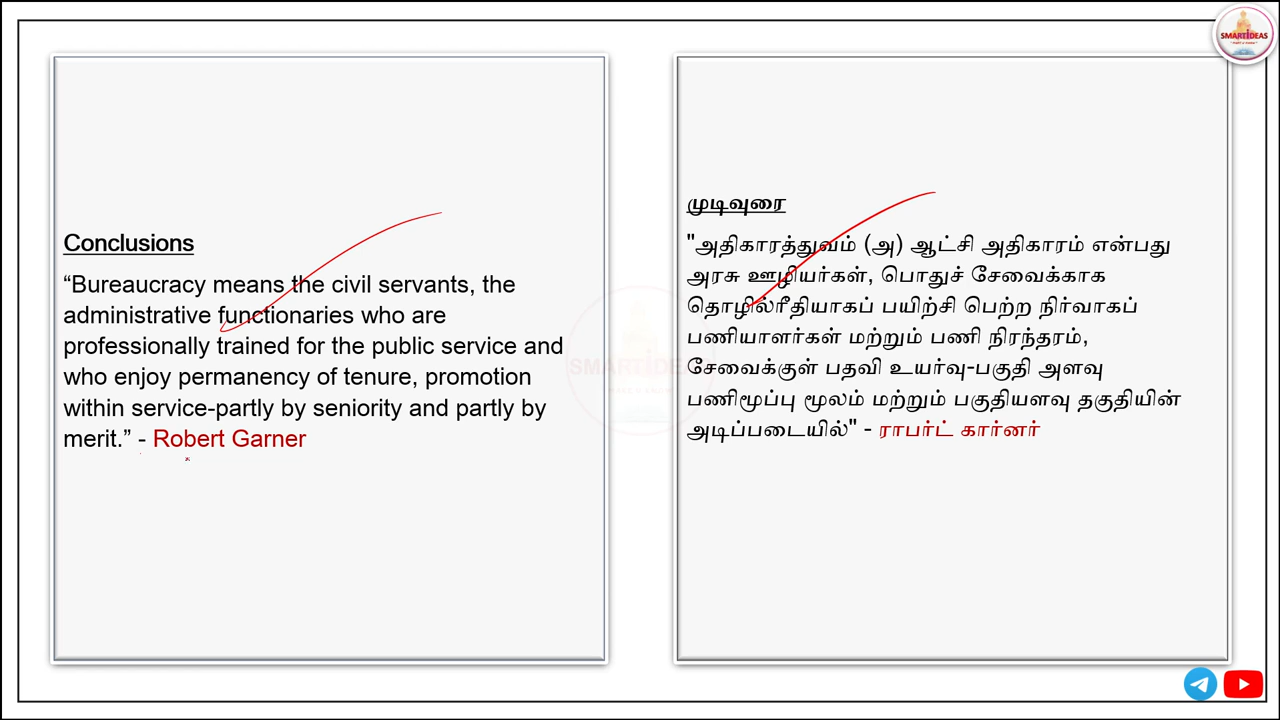 SMARTIDEAS
Conclusions
“Bureaucracy means the civil servants, the
administrative functionaries who are
professionally trained for the public service and
who enjoy permanency of tenure, promotion
within service-partly by seniority and partly by
merit.” - Robert Garner
முடிவுரை
"அதிகாரத்துவம் (அ) ஆட்சி அதிகாரம் என்பது
அரசு ஊழியர்கள், பொதுச் சேவைக்காக
தொழில்ரீதியாகப் பயிற்சி பெற்ற நிர்வாகப்
பணியாளர்கள் மற்றும் பணி நிரந்தரம்,
சேவைக்குள் பதவி உயர்வு-பகுதி அளவு
பணிமூப்பு மூலம் மற்றும் பகுதியளவு தகுதியின்
அடிப்படையில்" - ராபர்ட் கார்னர்
SMARTIDEAS